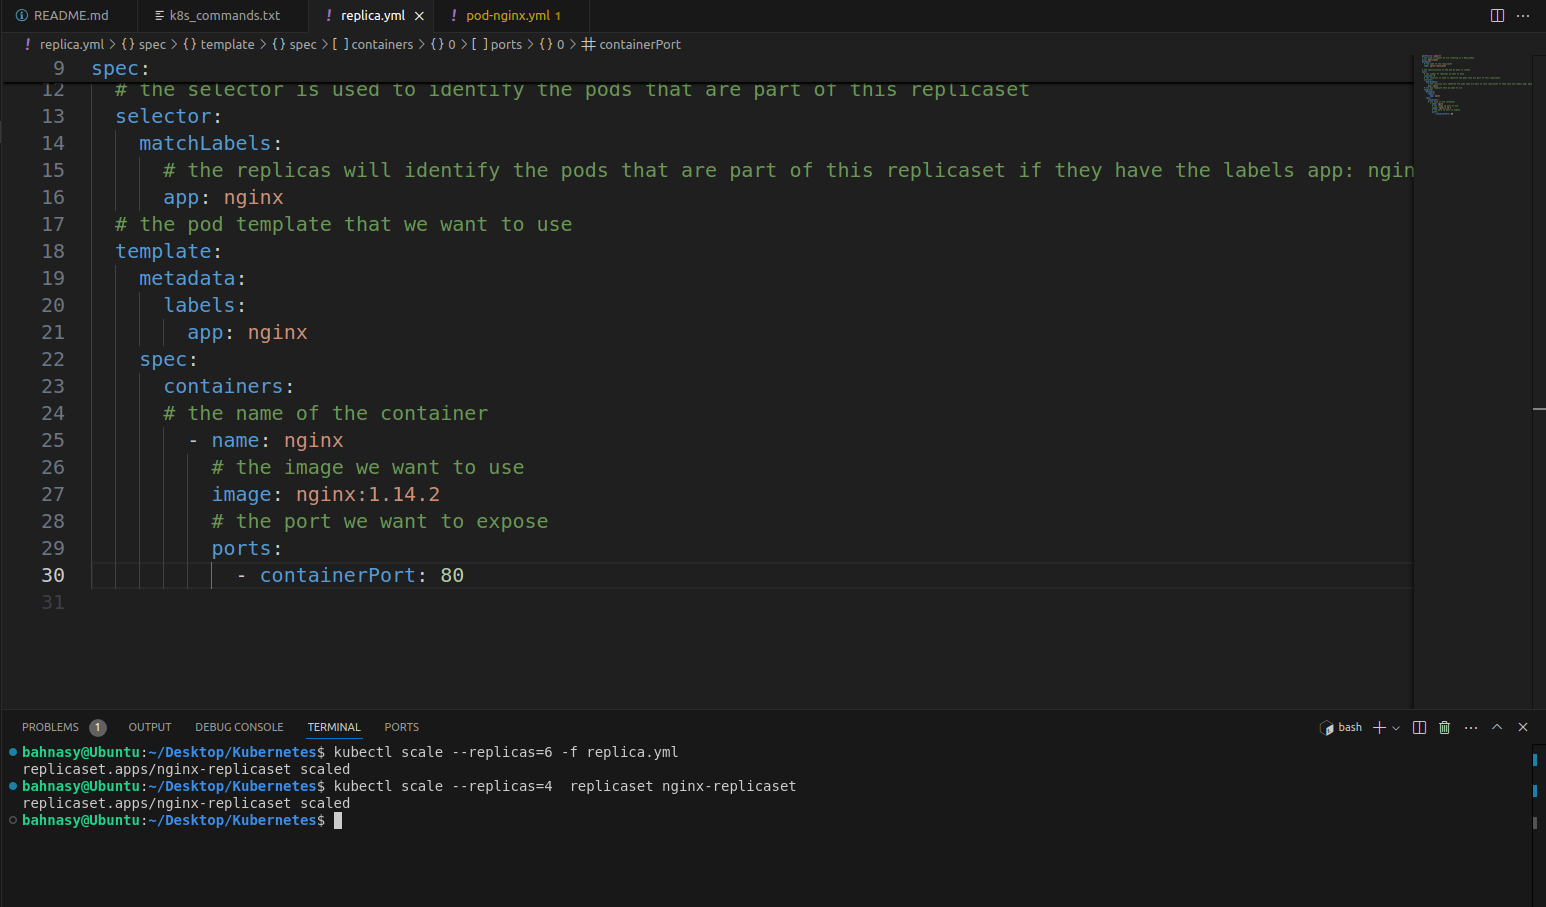 README.md k8s_commands.txt replica.yml pod-nginx.yml 1
replica.yml > {} spec > {} template > {} spec > [ ] containers > {} 0 > [ ] ports > {} 0 > containerPort
9 spec:
12 # the selector is used to identify the pods that are part of this replicaset
13 selector:
14 matchLabels:
15 # the replicas will identify the pods that are part of this replicaset if they have the labels app: ngin
16 app: nginx
17 # the pod template that we want to use
18 template:
19 metadata:
20 labels:
21 app: nginx
22 spec:
23 containers:
24 # the name of the container
25 - name: nginx
26 # the image we want to use
27 image: nginx:1.14.2
28 # the port we want to expose
29 ports:
30 - containerPort: 80
31
PROBLEMS 1 OUTPUT DEBUG CONSOLE TERMINAL PORTS bash
bahnasy@Ubuntu:~/Desktop/Kubernetes$ kubectl scale --replicas=6 -f replica.yml
replicaset.apps/nginx-replicaset scaled
bahnasy@Ubuntu:~/Desktop/Kubernetes$ kubectl scale --replicas=4  replicaset nginx-replicaset
replicaset.apps/nginx-replicaset scaled
bahnasy@Ubuntu:~/Desktop/Kubernetes$